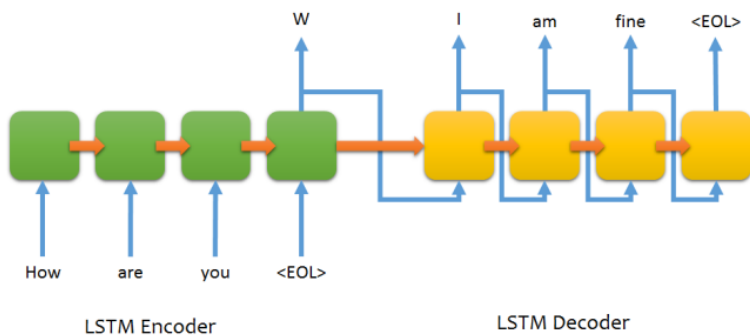 W I am fine <EOL>
How are you <EOL>
LSTM Encoder LSTM Decoder